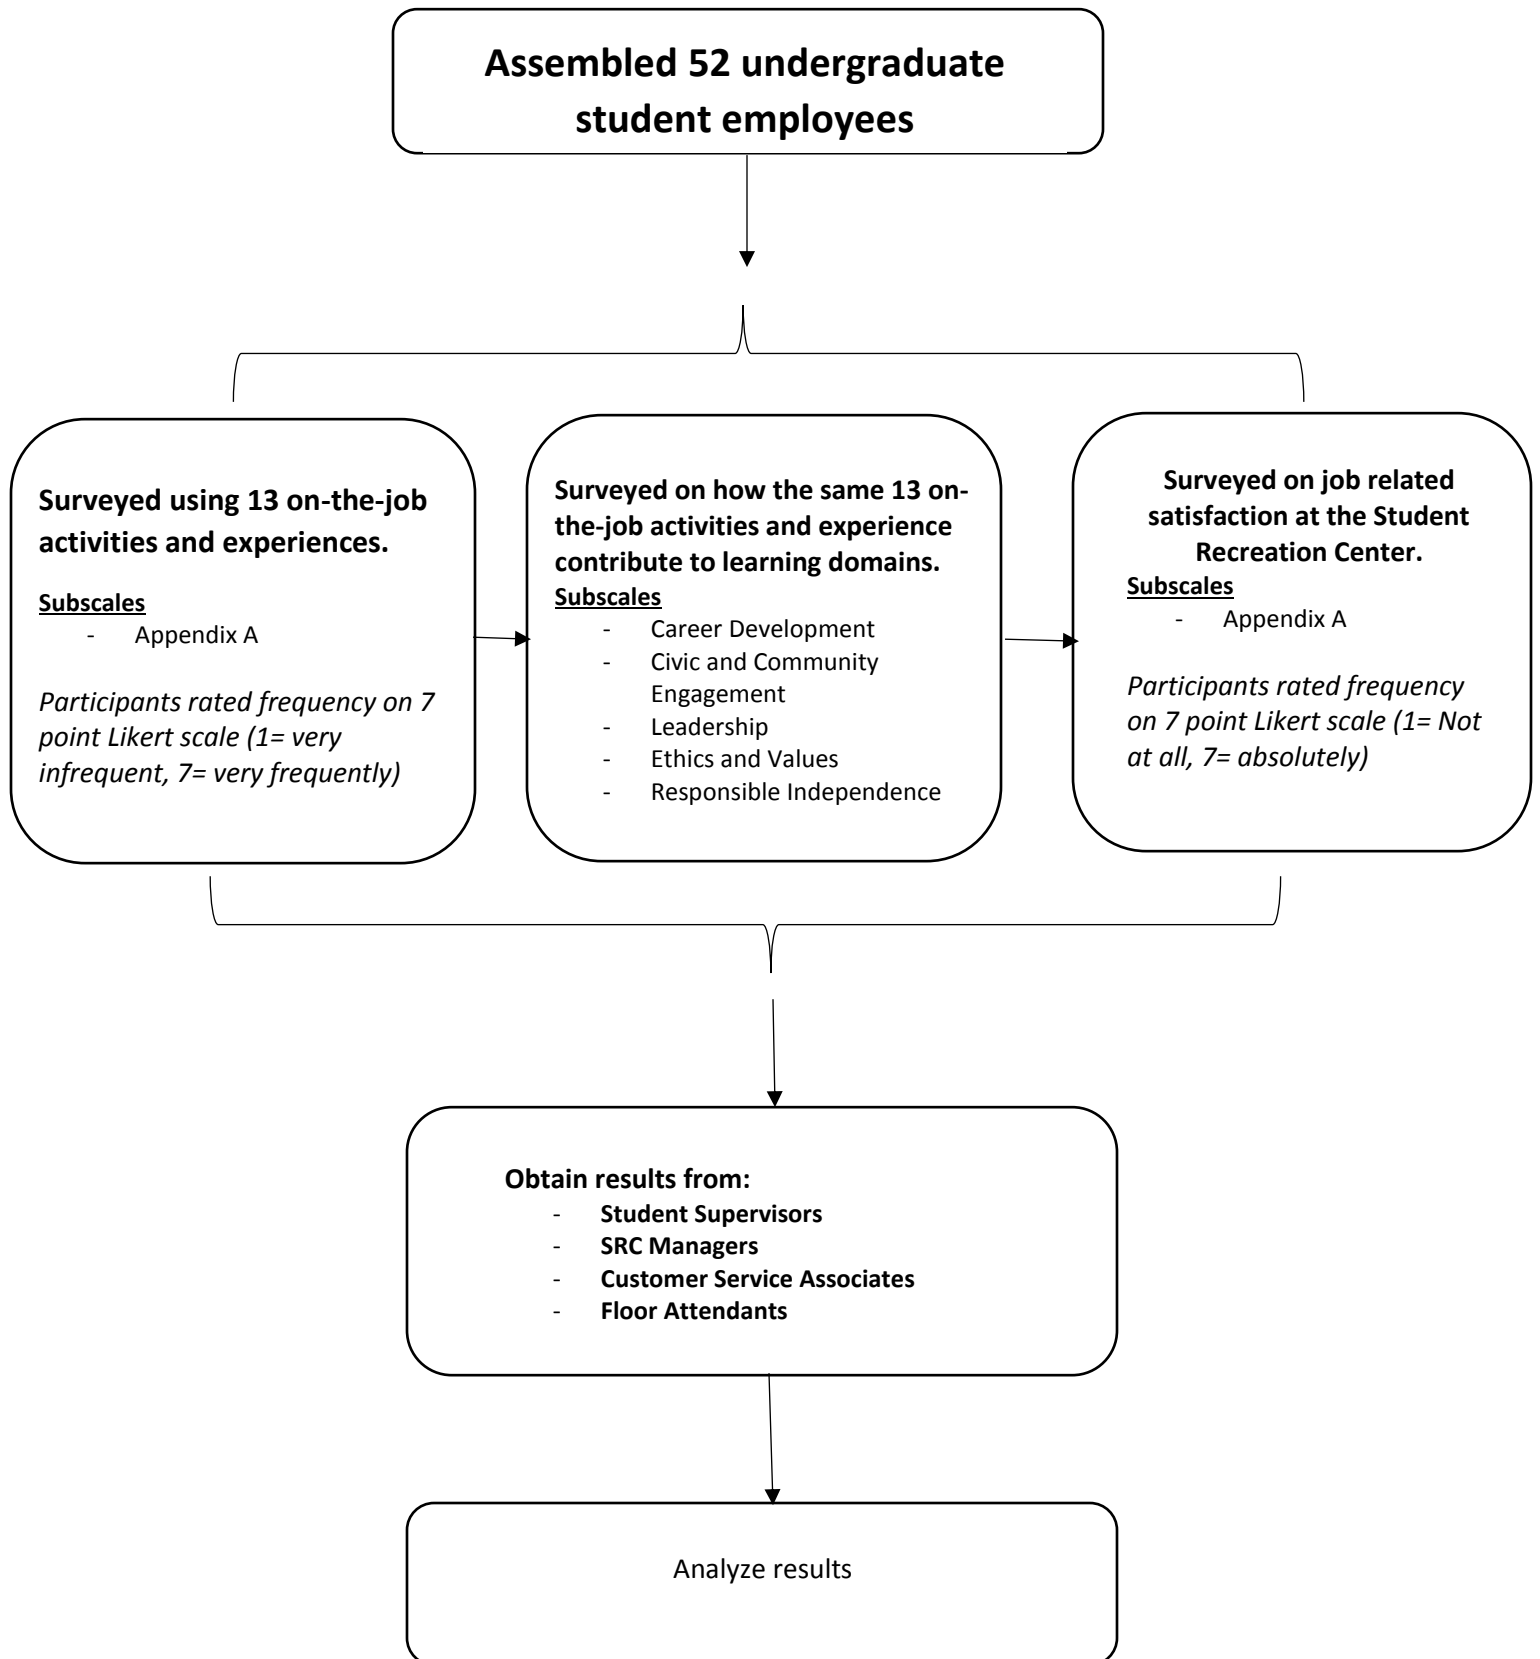 Assembled 52 undergraduate
student employees
Surveyed using 13 on-the-job
activities and experiences.
Subscales
- Appendix A
Participants rated frequency on 7
point Likert scale (1= very
infrequent, 7= very frequently)
Surveyed on how the same 13 on-
the-job activities and experience
contribute to learning domains.
Subscales
- Career Development
- Civic and Community
Engagement
- Leadership
- Ethics and Values
- Responsible Independence
Surveyed on job related
satisfaction at the Student
Recreation Center.
Subscales
- Appendix A
Participants rated frequency
on 7 point Likert scale (1= Not
at all, 7= absolutely)
Obtain results from:
- Student Supervisors
- SRC Managers
- Customer Service Associates
- Floor Attendants
Analyze results